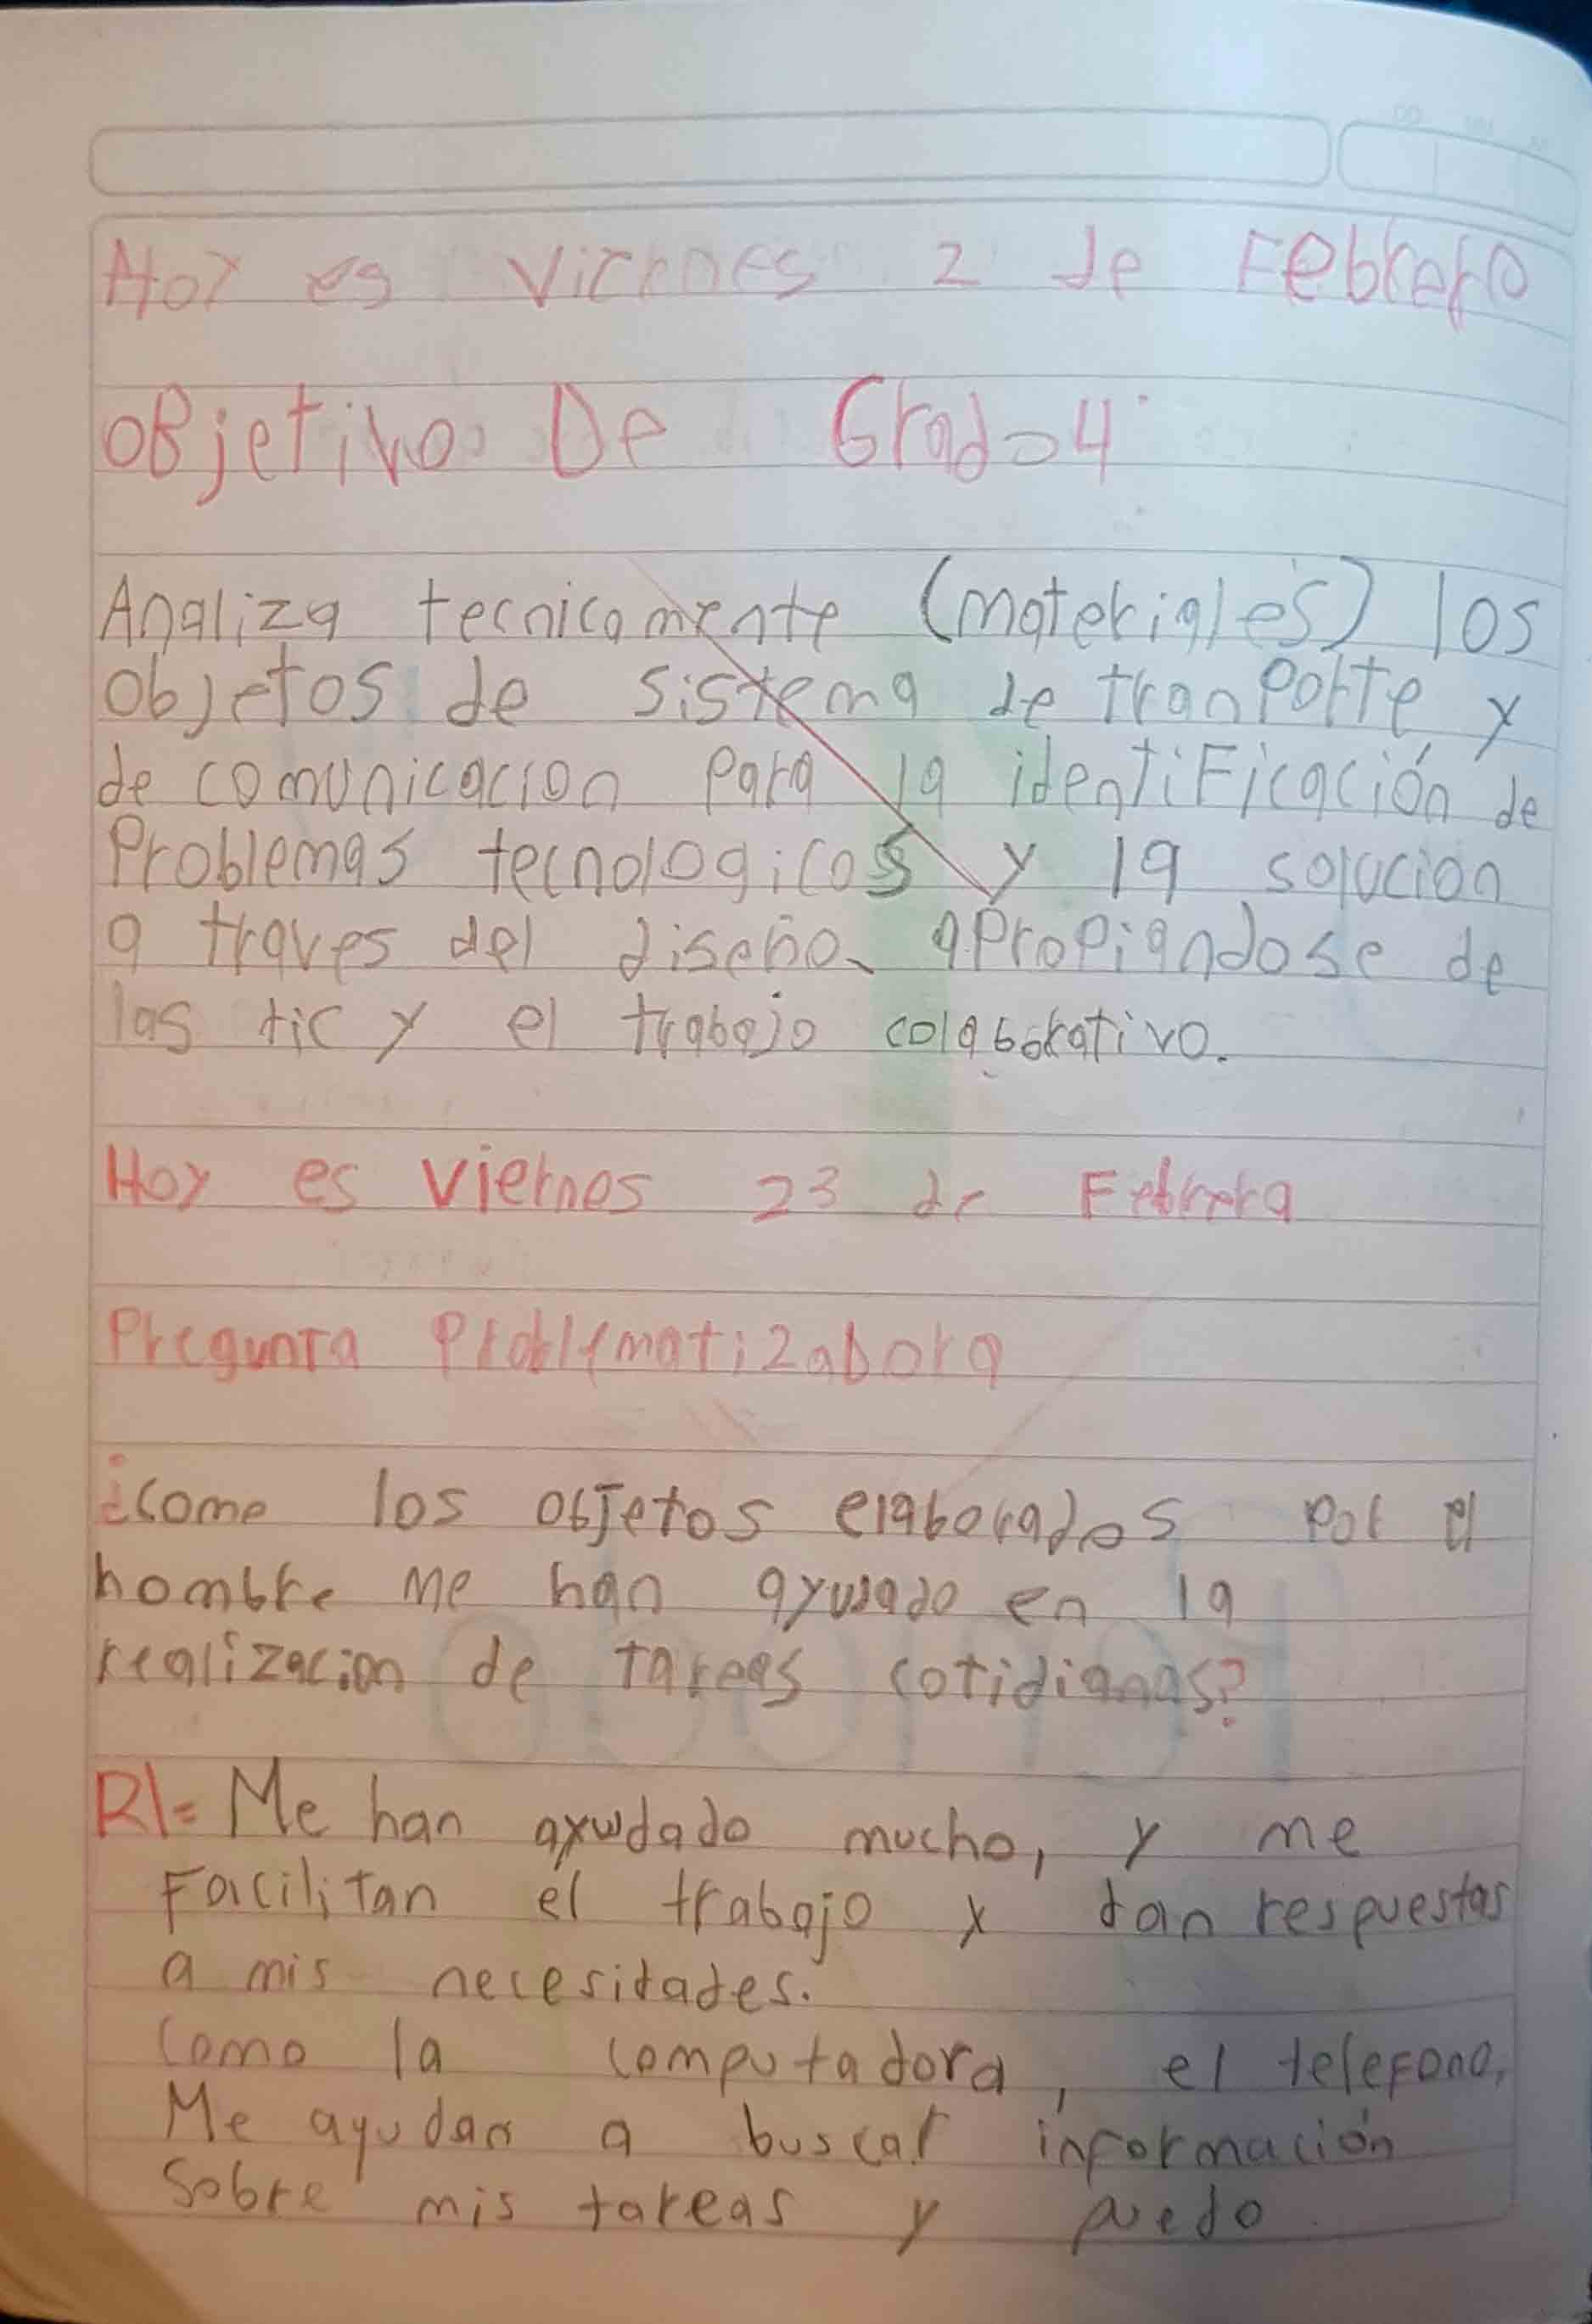 Hoy es viernes 2 de Febrero
objetivo De Grado 4
Analiza tecnicamente (materiales) los
objetos de sistema de tranporte y
de comunicacion para la identificación de
Problemas tecnologicos y la solucion
a traves del diseño apropiandose de
las tic y el trabajo colaborativo.
Hoy es viernes 23 de Febrera
Pregunta Problematizadora
¿como los objetos elaborados por el
hombre me han ayudado en la
realizacion de tareas cotidianas?
R/= Me han ayudado mucho, y me
Facilitan el trabajo y dan respuestas
a mis necesidades.
como la computadora, el telefono,
Me ayudan a buscar información
Sobre mis tareas y puedo